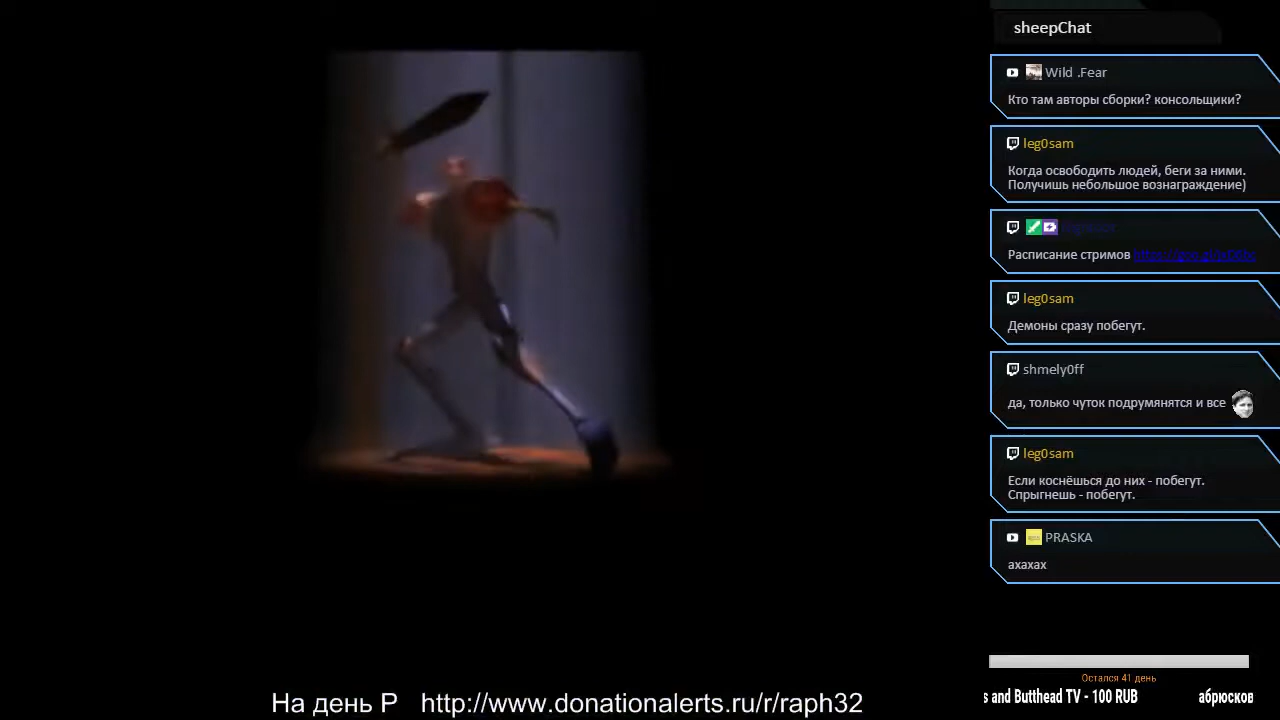 sheepChat
Wild .Fear
Кто там авторы сборки? консольщики?
leg0sam
Когда освободить людей, беги за ними.
Получишь небольшое вознаграждение)
Расписание стримов
leg0sam
Демоны сразу побегут.
shmely0ff
да, только чуток подрумянятся и все
leg0sam
Если коснёшься до них - побегут.
Спрыгнешь - побегут.
PRASKA
ахахах
Остался 41 день
s and Butthead TV - 100 RUB абрюсков
На день Р http://www.donationalerts.ru/r/raph32